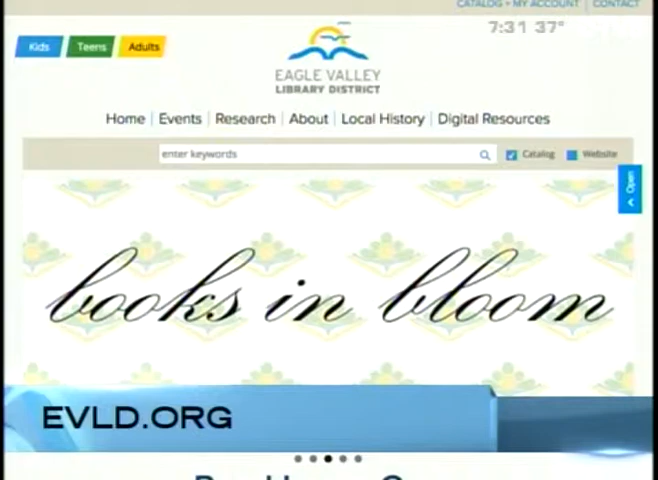 CATALOG + MY ACCOUNT CONTACT
7:31 37°
Kids Teens Adults
EAGLE VALLEY
LIBRARY DISTRICT
Home Events Research About Local History Digital Resources
enter keywords Catalog Website
Open
books in bloom
EVLD.ORG